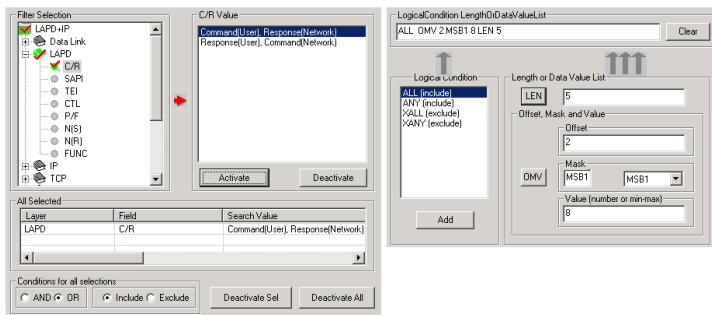 Filter Selection
LAPD+IP
Data Link
LAPD
C/R
SAPI
TEI
CTL
P/F
N(S)
N(R)
FUNC
IP
TCP
C/R Value
Command(User), Response(Network)
Response(User), Command(Network)
Activate
Deactivate
All Selected
Layer Field Search Value
LAPD C/R Command(User), Response(Network)
Conditions for all selections
AND OR
Include Exclude
Deactivate Sel
Deactivate All
LogicalCondition LengthOrDataValueList
ALL OMV 2 MSB1 8 LEN 5
Clear
Logical Condition
ALL (include)
ANY (include)
XALL (exclude)
XANY (exclude)
Add
Length or Data Value List
LEN 5
Offset, Mask and Value
Offset
2
Mask
OMV MSB1 MSB1
Value (number or min-max)
8